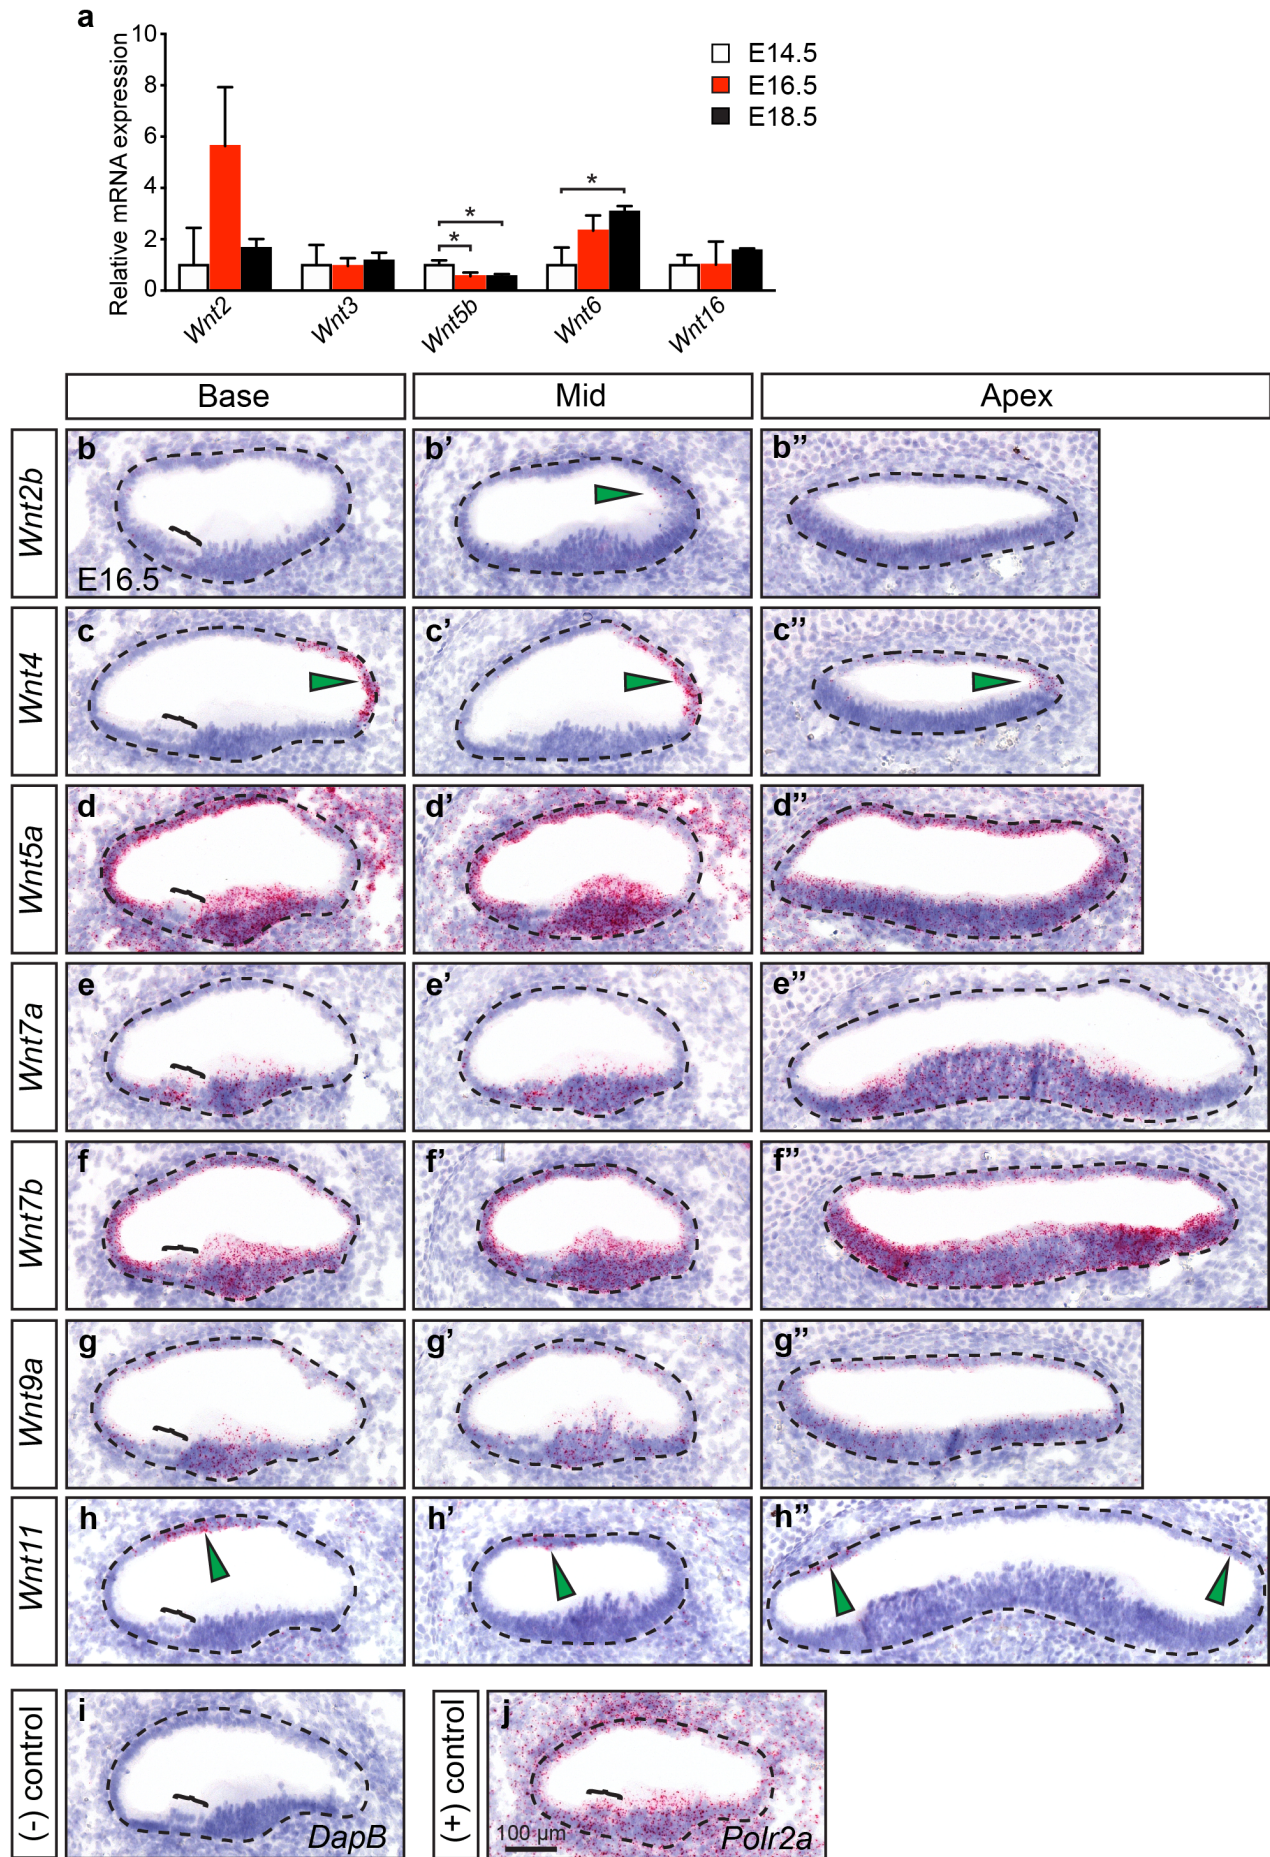 a
10
8
6
4
2
0
Relative mRNA expression
E14.5
E16.5
E18.5
*
*
*
Wnt2
Wnt3
Wnt5b
Wnt6
Wnt16
Base
Mid
Apex
Wnt2b
b
E16.5
b’
b”
Wnt4
c
c’
c”
Wnt5a
d
d’
d”
Wnt7a
e
e’
e”
Wnt7b
f
f’
f”
Wnt9a
g
g’
g”
Wnt11
h
h’
h”
(-) control
i
DapB
(+) control
j
100 µm
Polr2a